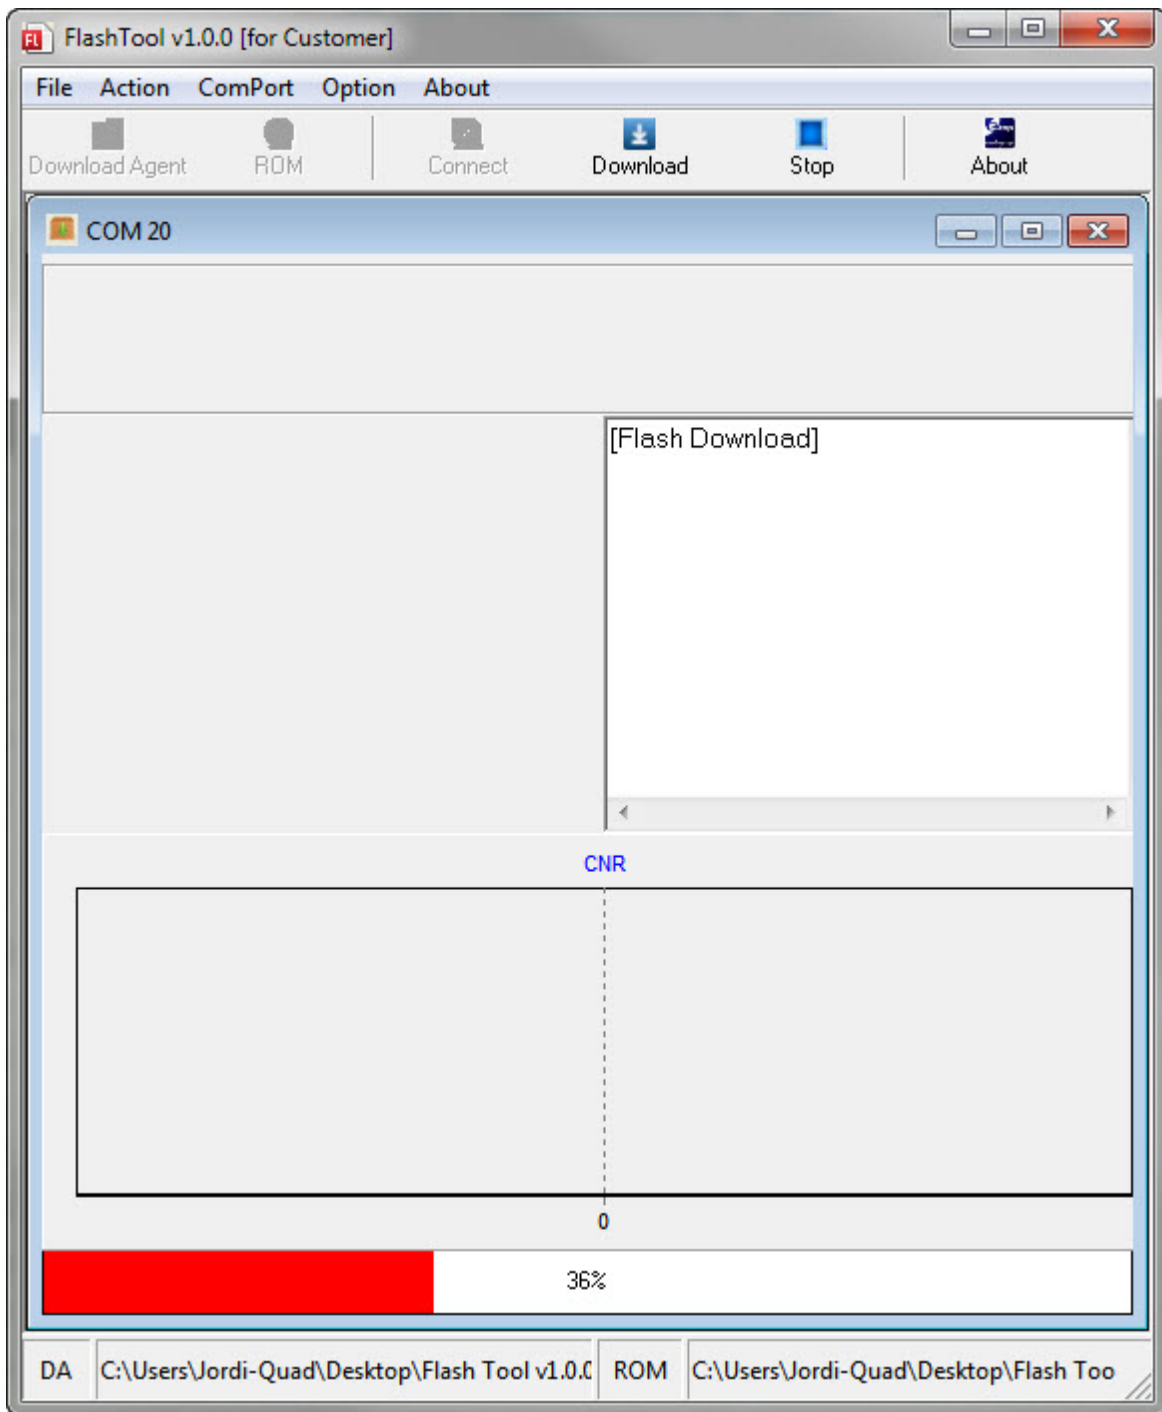 FlashTool v1.0.0 [for Customer]
File Action ComPort Option About
Download Agent ROM Connect Download Stop About
COM 20
[Flash Download]
CNR
0
36%
DA C:\Users\Jordi-Quad\Desktop\Flash Tool v1.0.0 ROM C:\Users\Jordi-Quad\Desktop\Flash Too